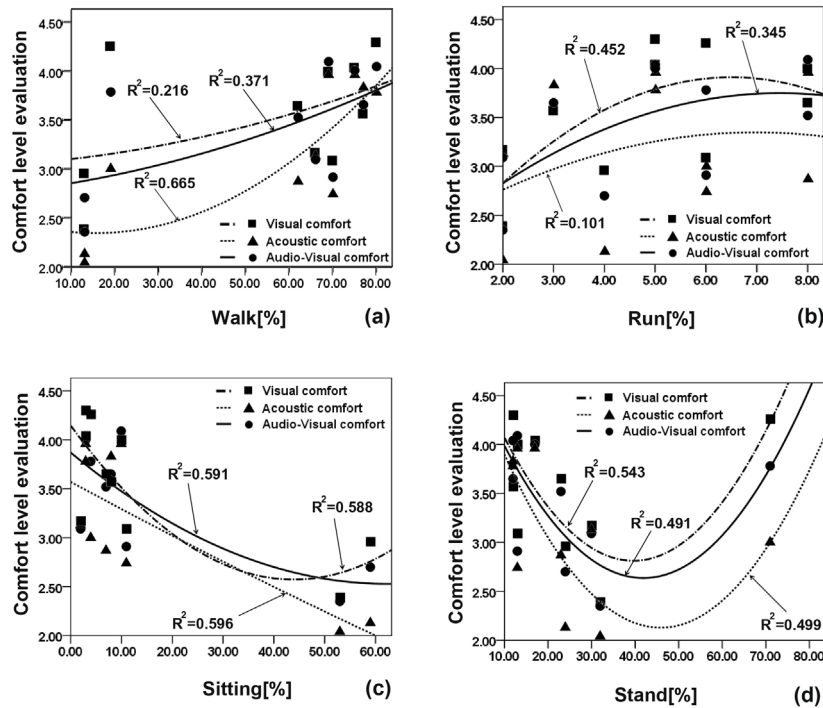 4.50
4.00
3.50
3.00
2.50
2.00
Comfort level evaluation
R²=0.216
R²=0.371
R²=0.665
Visual comfort
Acoustic comfort
Audio-Visual comfort
10.00 20.00 30.00 40.00 50.00 60.00 70.00 80.00
Walk[%]
(a)
4.50
4.00
3.50
3.00
2.50
2.00
Comfort level evaluation
R²=0.452
R²=0.345
R²=0.101
Visual comfort
Acoustic comfort
Audio-Visual comfort
2.00 3.00 4.00 5.00 6.00 7.00 8.00
Run[%]
(b)
4.50
4.00
3.50
3.00
2.50
2.00
Comfort level evaluation
Visual comfort
Acoustic comfort
Audio-Visual comfort
R²=0.591
R²=0.588
R²=0.596
0.00 10.00 20.00 30.00 40.00 50.00 60.00
Sitting[%]
(c)
4.50
4.00
3.50
3.00
2.50
2.00
Comfort level evaluation
Visual comfort
Acoustic comfort
Audio-Visual comfort
R²=0.543
R²=0.491
R²=0.499
10.00 20.00 30.00 40.00 50.00 60.00 70.00 80.00
Stand[%]
(d)